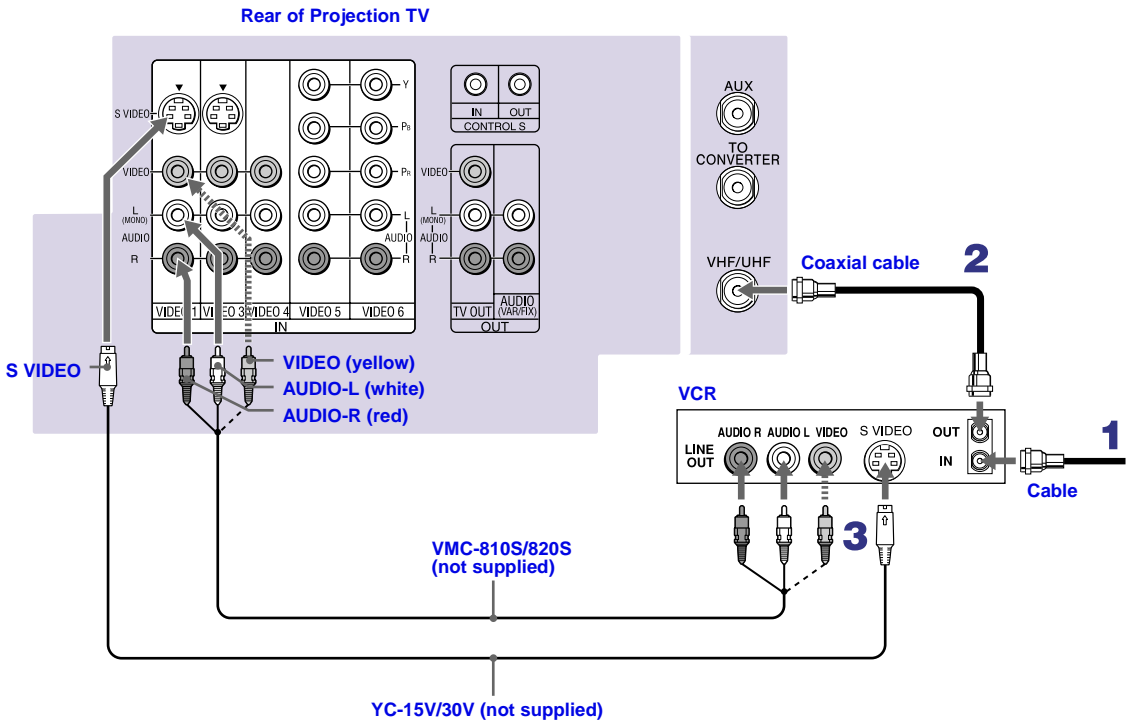 Rear of Projection TV
S VIDEO
VIDEO
L
(MONO)
AUDIO
R
Y
PB
PR
L
AUDIO
R
VIDEO 1
VIDEO 3
VIDEO 4
VIDEO 5
VIDEO 6
IN
IN
OUT
CONTROL S
VIDEO
L
(MONO)
AUDIO
R
TV OUT
AUDIO
(VAR/FIX)
OUT
AUX
TO
CONVERTER
VHF/UHF
Coaxial cable
2
S VIDEO
VIDEO (yellow)
AUDIO-L (white)
AUDIO-R (red)
VCR
LINE
OUT
AUDIO R
AUDIO L
VIDEO
S VIDEO
OUT
IN
1
Cable
3
VMC-810S/820S
(not supplied)
YC-15V/30V (not supplied)